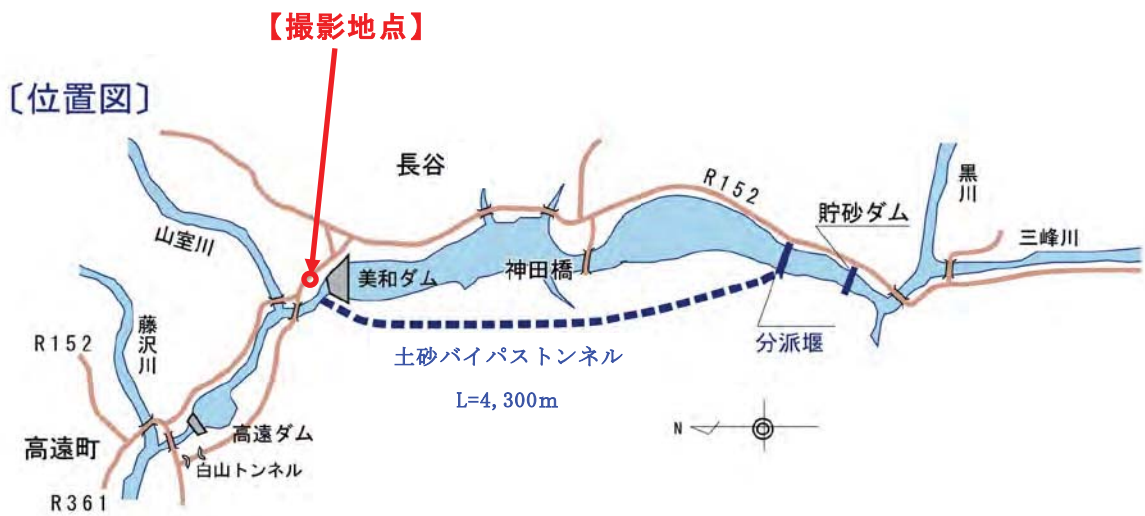 【撮影地点】
〔位置図〕
長谷
R152
黒川
貯砂ダム
三峰川
山室川
美和ダム
神田橋
藤沢川
R152
土砂バイパストンネル
L=4,300m
分派堰
N
高遠町
高遠ダム
白山トンネル
R361